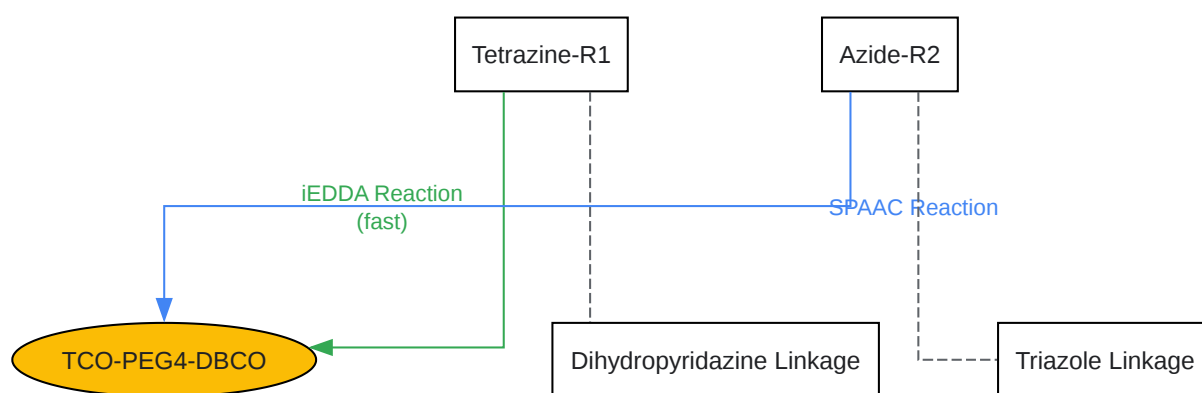 Tetrazine-R1
Azide-R2
iEDDA Reaction
(fast)
SPAAC Reaction
TCO-PEG4-DBCO
Dihydropyridazine Linkage
Triazole Linkage